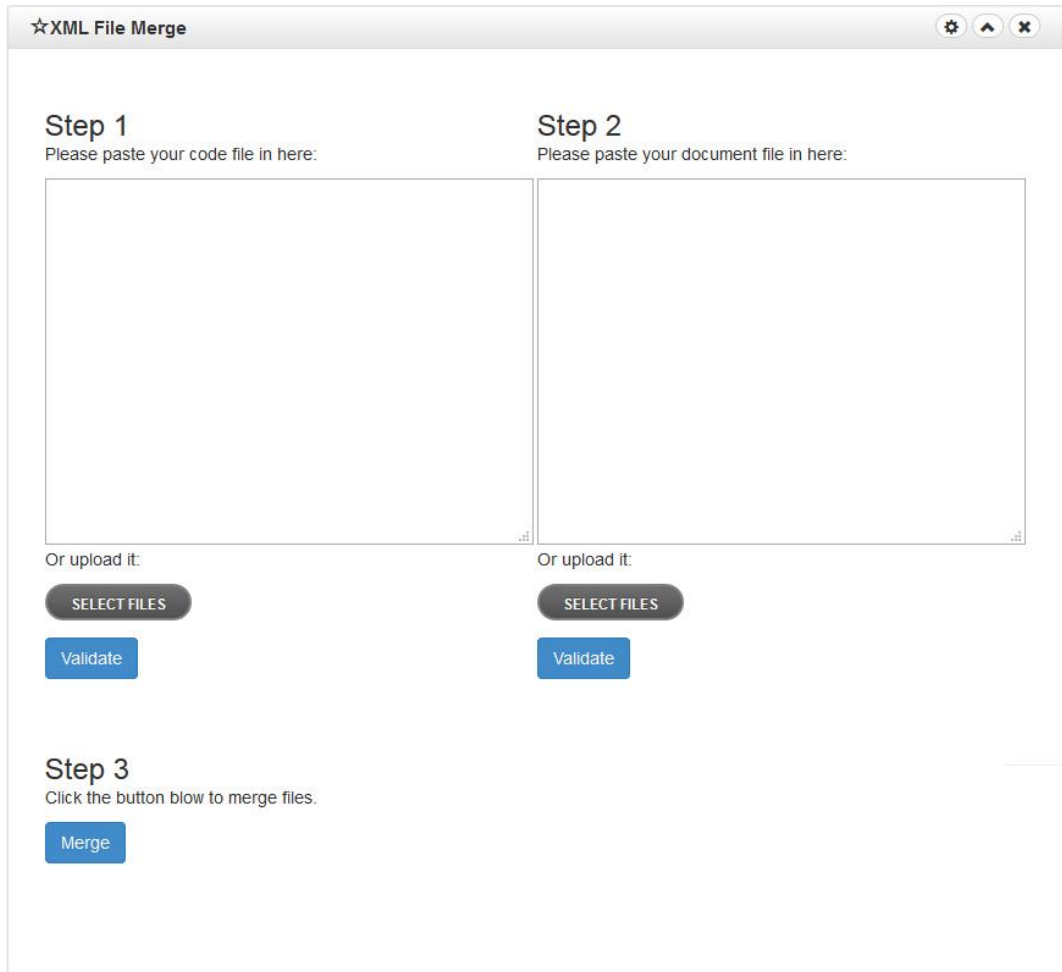 ☆XML File Merge
Step 1
Please paste your code file in here:
Or upload it:
SELECT FILES
Validate
Step 2
Please paste your document file in here:
Or upload it:
SELECT FILES
Validate
Step 3
Click the button blow to merge files.
Merge